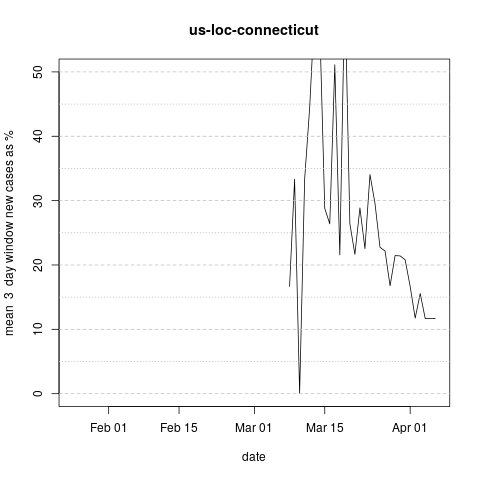 us-loc-connecticut
mean 3 day window new cases as %
50
40
30
20
10
0
Feb 01 Feb 15 Mar 01 Mar 15 Apr 01
date